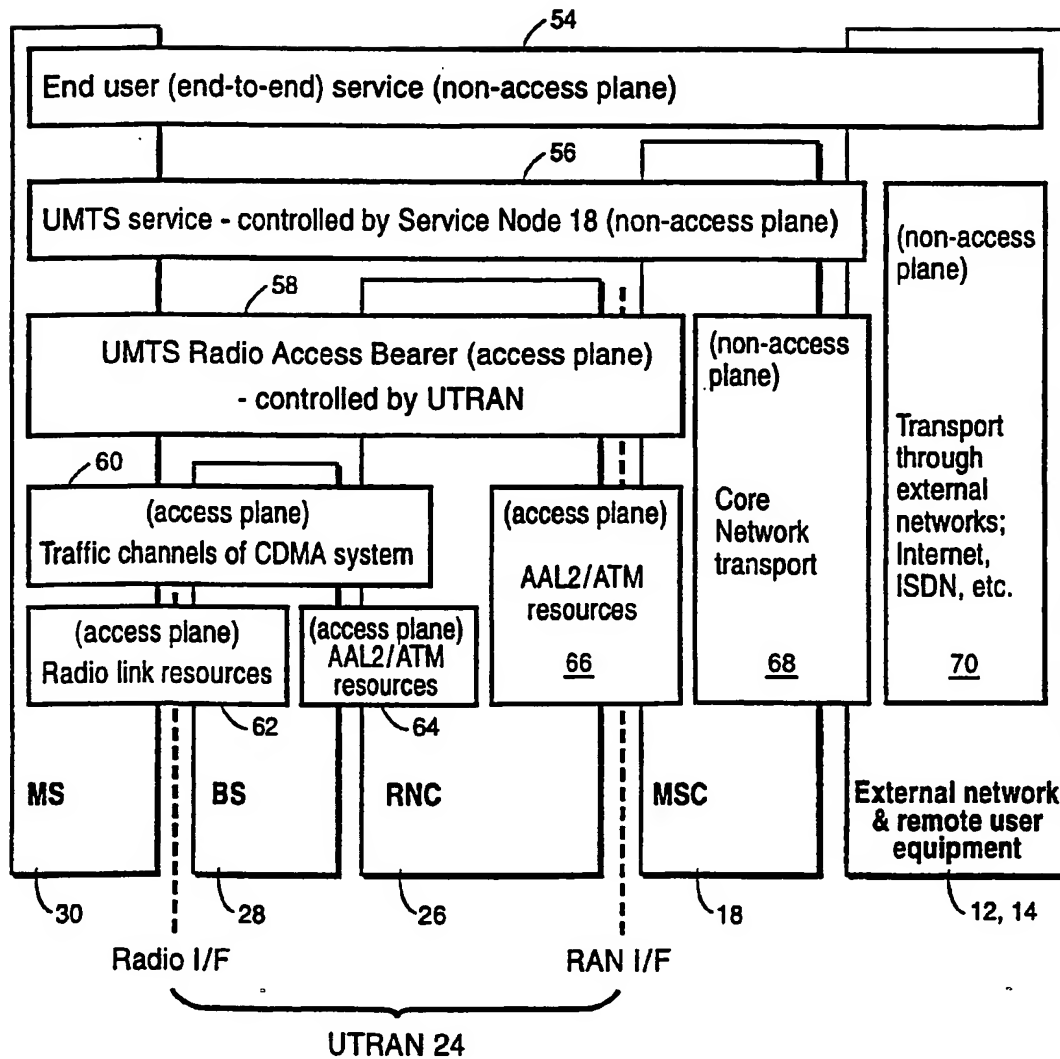 54
End user (end-to-end) service (non-access plane)
56
UMTS service - controlled by Service Node 18 (non-access plane)
(non-access
plane)
Transport
through
external
networks;
Internet,
ISDN, etc.
70
58
UMTS Radio Access Bearer (access plane)
- controlled by UTRAN
(non-access
plane)
Core
Network
transport
68
60
(access plane)
Traffic channels of CDMA system
(access plane)
AAL2/ATM
resources
66
(access plane)
Radio link resources
62
(access plane)
AAL2/ATM
resources
64
MS
BS
RNC
MSC
External network
& remote user
equipment
30
28
26
18
12, 14
Radio I/F
RAN I/F
UTRAN 24